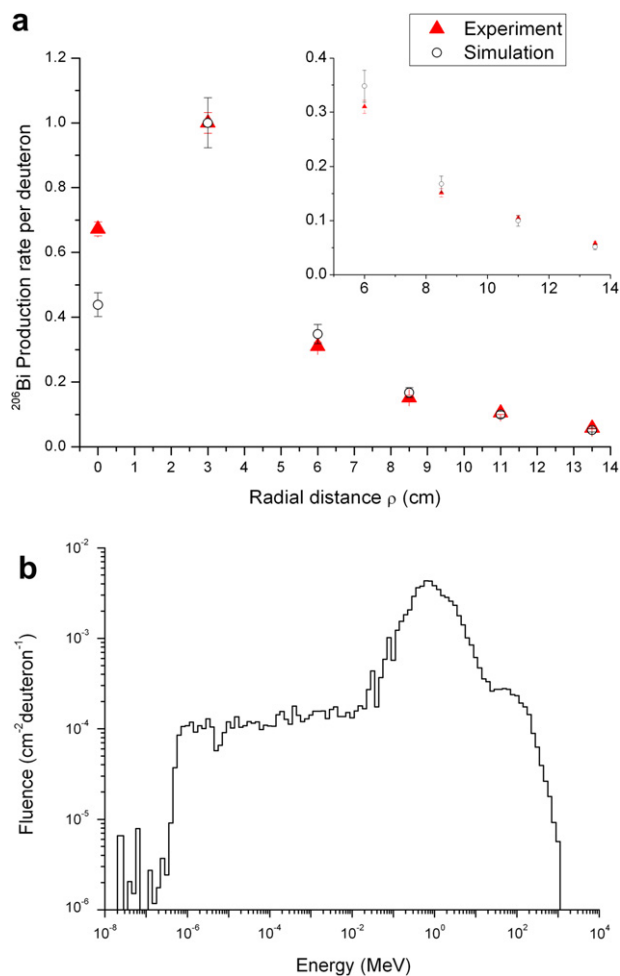 a
Experiment
Simulation
²⁰⁶Bi Production rate per deuteron
1.2
1.0
0.8
0.6
0.4
0.2
0.0
0 1 2 3 4 5 6 7 8 9 10 11 12 13 14
Radial distance ρ (cm)
0.4
0.3
0.2
0.1
0.0
6 8 10 12 14
b
Fluence (cm⁻²deuteron⁻¹)
10⁻²
10⁻³
10⁻⁴
10⁻⁵
10⁻⁶
10⁻⁸ 10⁻⁶ 10⁻⁴ 10⁻² 10⁰ 10² 10⁴
Energy (MeV)